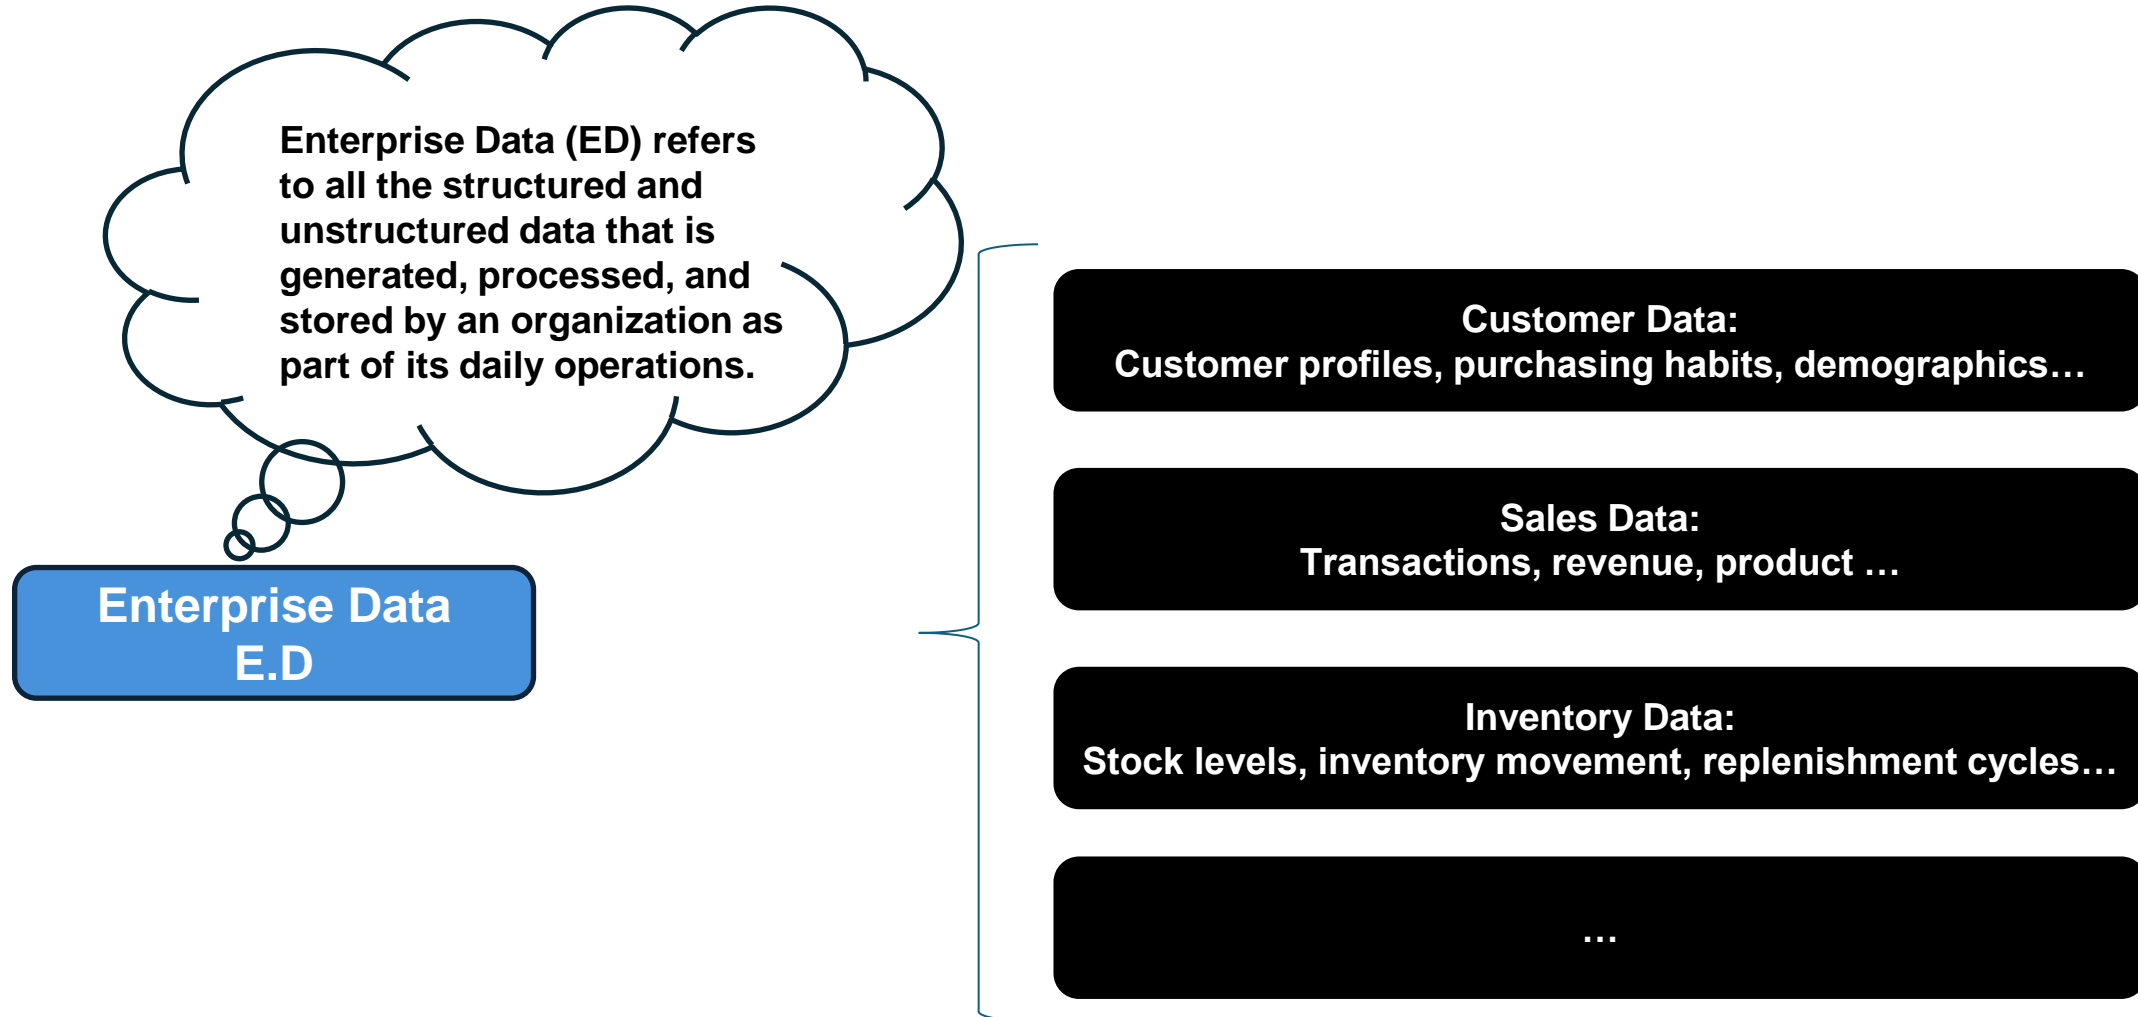 Enterprise Data (ED) refers
to all the structured and
unstructured data that is
generated, processed, and
stored by an organization as
part of its daily operations.
Enterprise Data
E.D
Customer Data:
Customer profiles, purchasing habits, demographics…
Sales Data:
Transactions, revenue, product …
Inventory Data:
Stock levels, inventory movement, replenishment cycles…
…